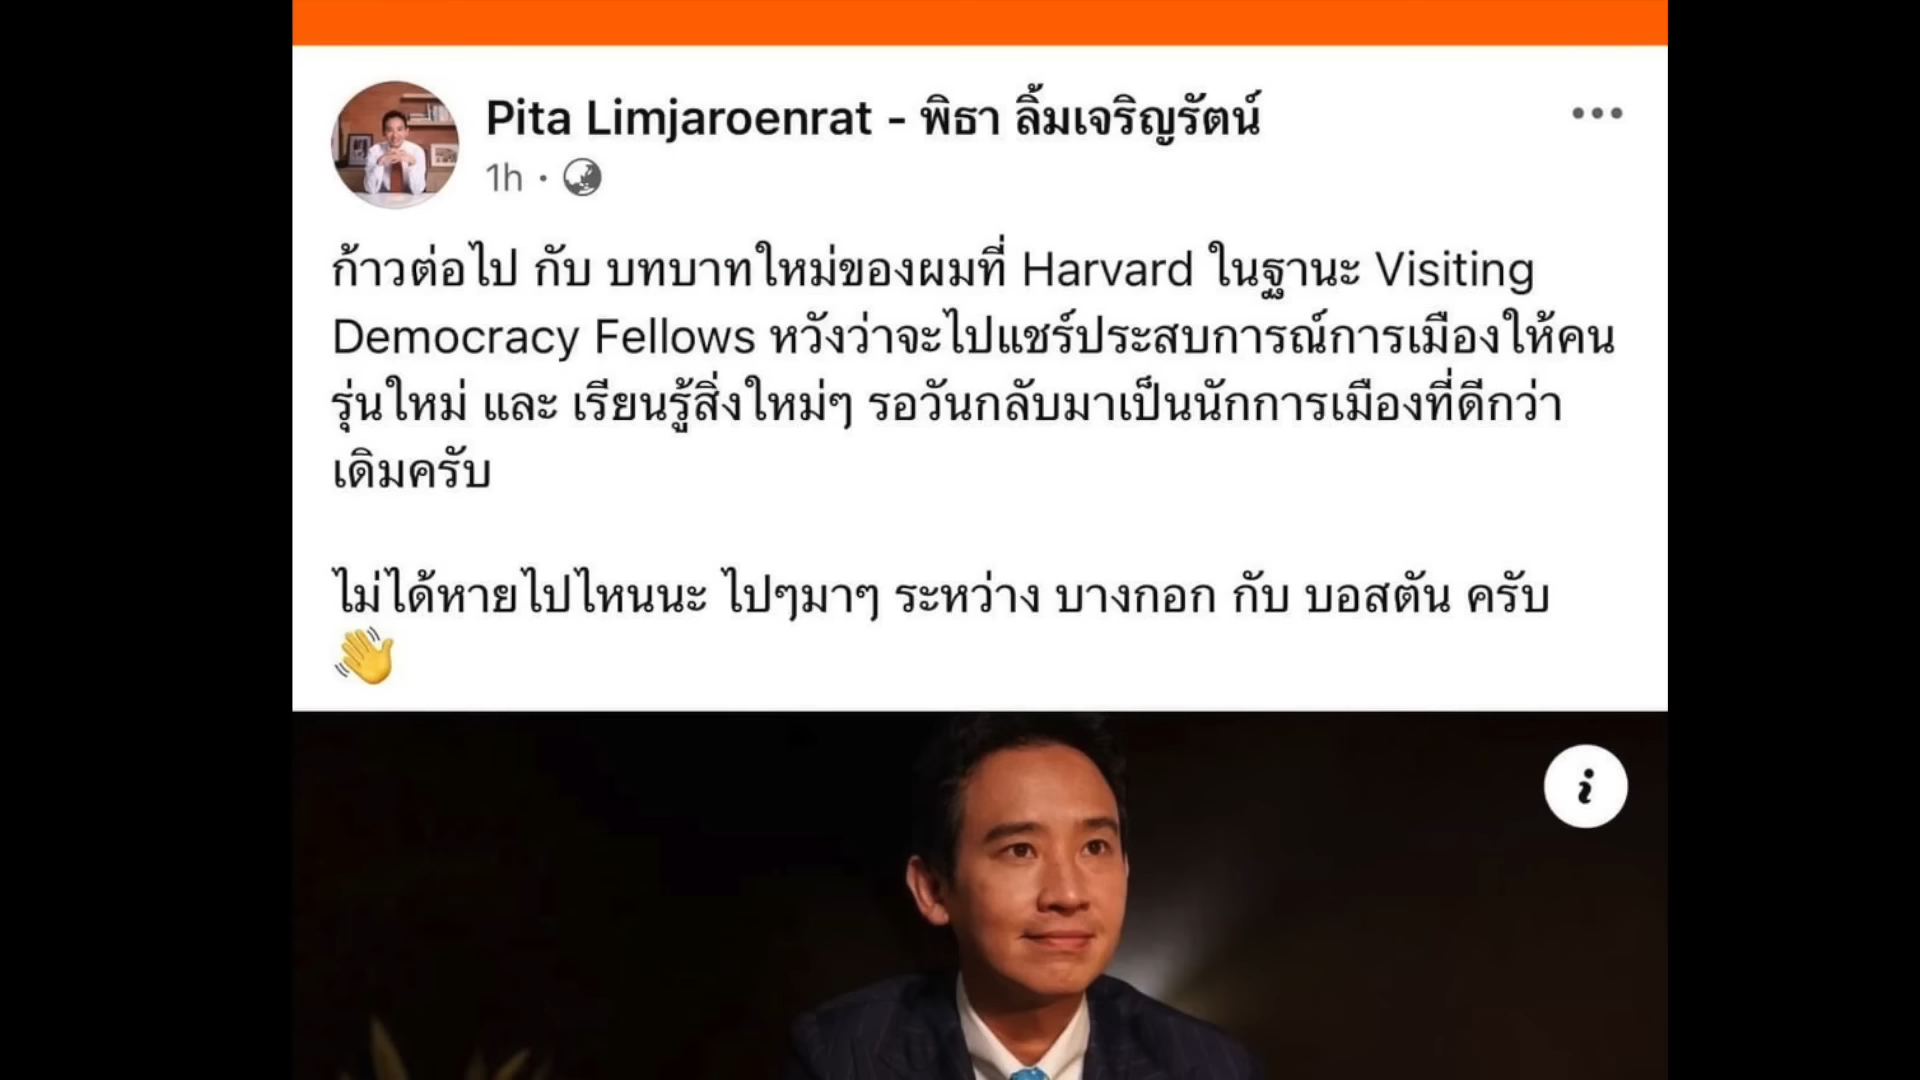 Pita Limjaroenrat - พิธา ลิ้มเจริญรัตน์
1h ·
ก้าวต่อไป กับ บทบาทใหม่ของผมที่ Harvard ในฐานะ Visiting
Democracy Fellows หวังว่าจะไปแชร์ประสบการณ์การเมืองให้คน
รุ่นใหม่ และ เรียนรู้สิ่งใหม่ๆ รอวันกลับมาเป็นนักการเมืองที่ดีกว่า
เดิมครับ
ไม่ได้หายไปไหนนะ ไปๆมาๆ ระหว่าง บางกอก กับ บอสตัน ครับ
👋
i